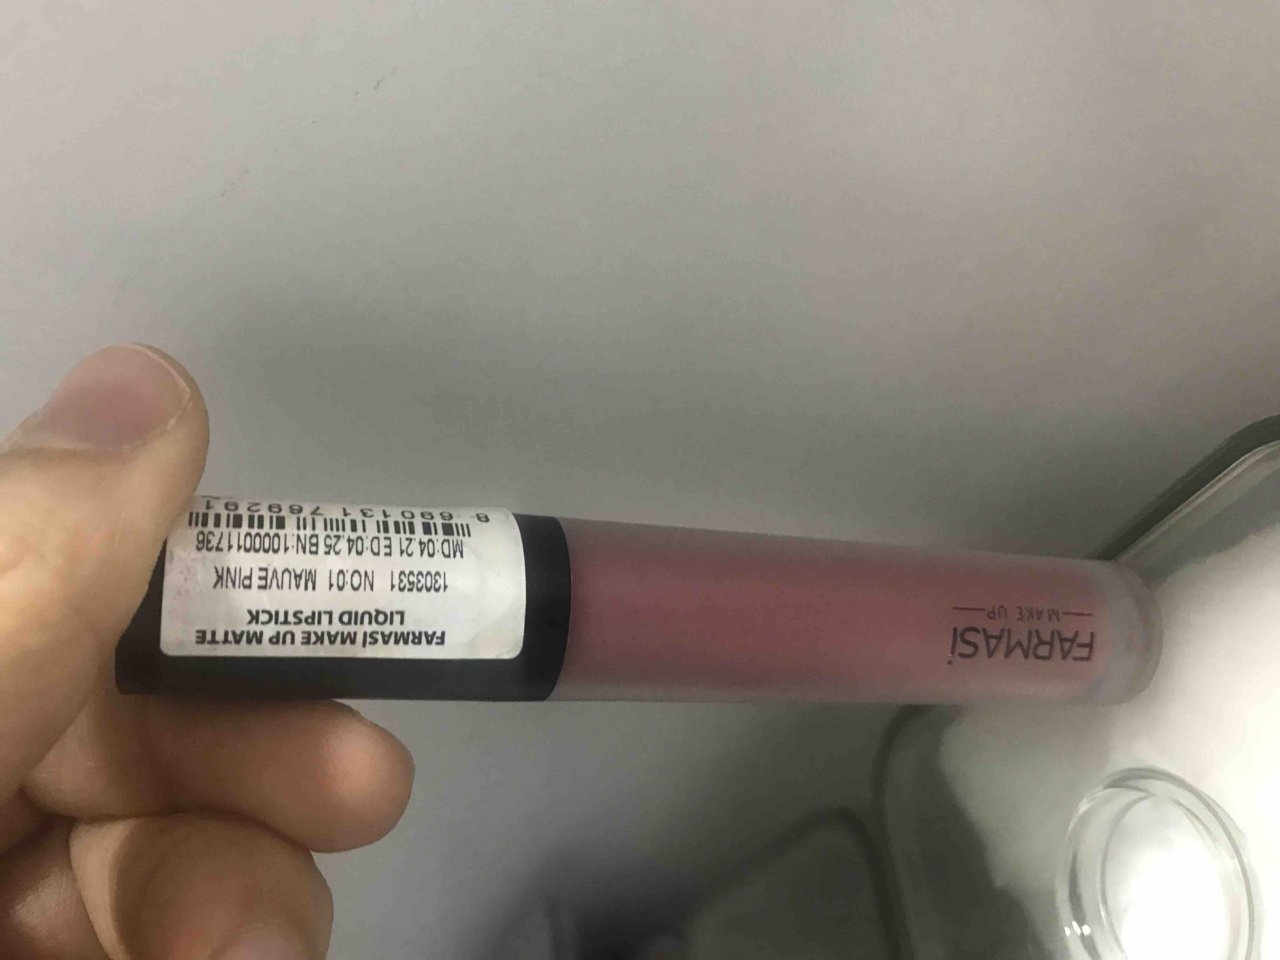 FARMASİ MAKE UP MATTE
LIQUID LIPSTICK
1303531 NO:01 MAUVE PINK
MD:04.21 ED:04.25 BN:1000011736
8 690131 769291
FARMASİ
MAKE UP